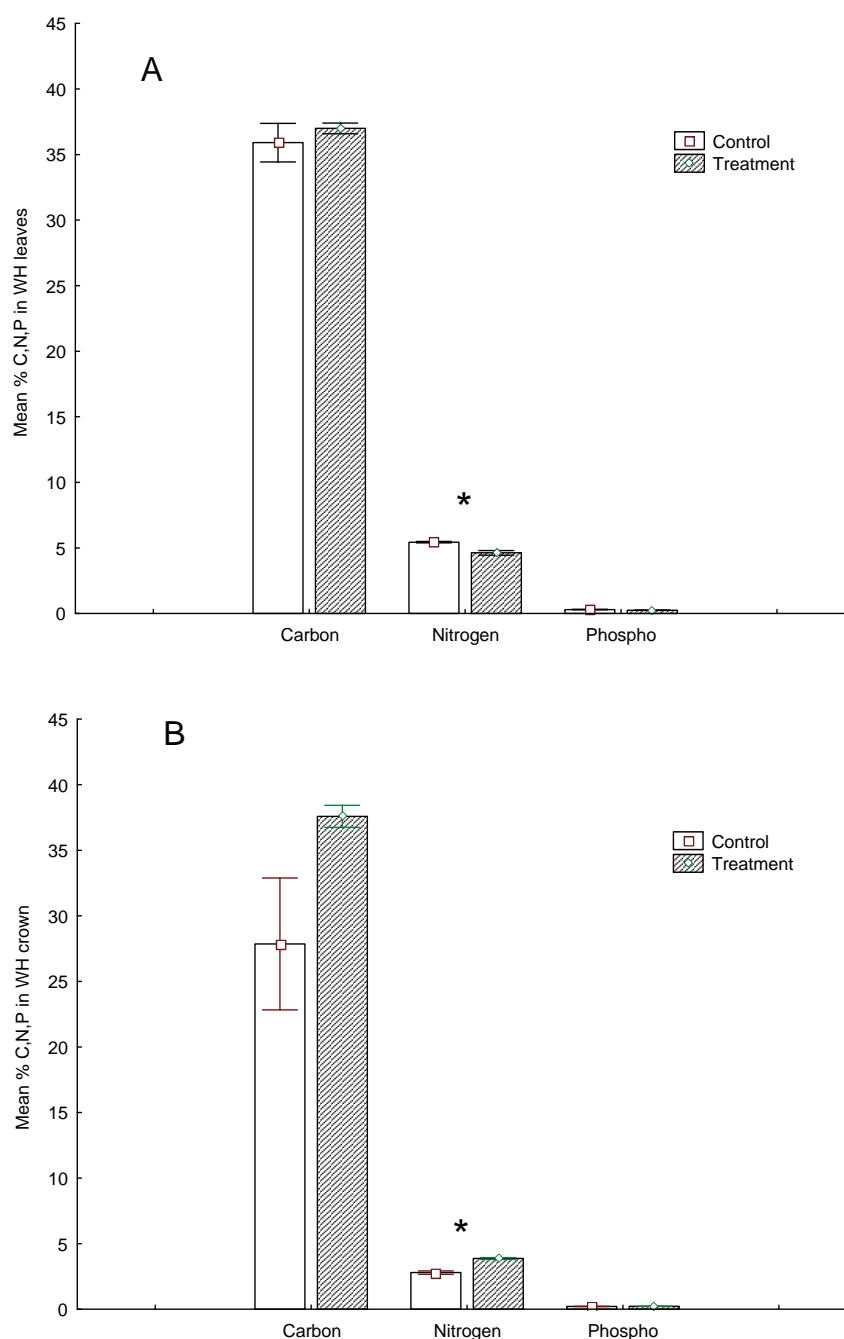 A
45
40
35
30
25
20
15
10
5
0
Mean % C,N,P in WH leaves
Control
Treatment
*
Carbon Nitrogen Phospho
B
45
40
35
30
25
20
15
10
5
0
Mean % C,N,P in WH crown
Control
Treatment
*
Carbon Nitrogen Phospho